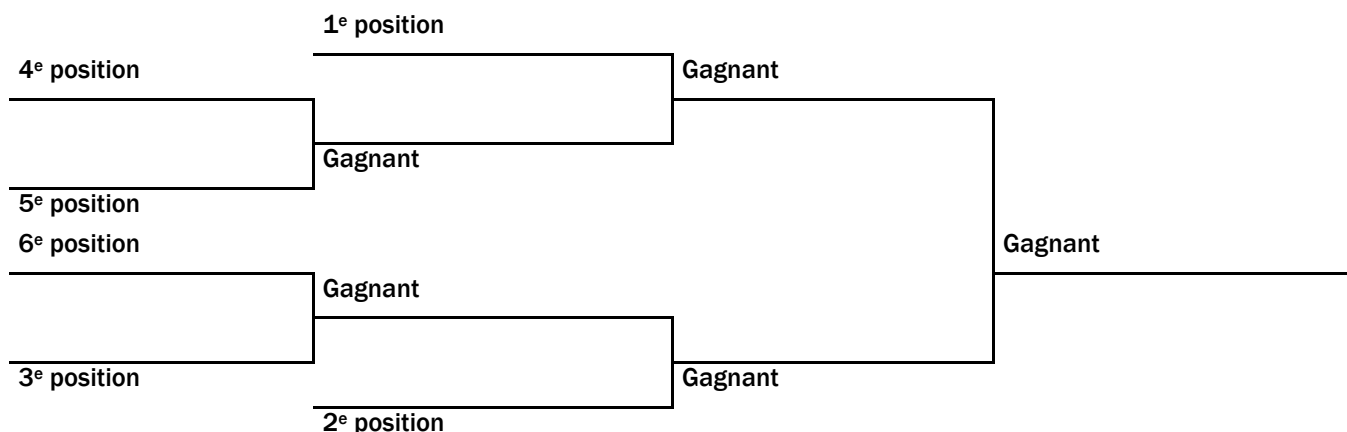 1ᵉ position
4ᵉ position
Gagnant
Gagnant
5ᵉ position
6ᵉ position
Gagnant
Gagnant
3ᵉ position
Gagnant
2ᵉ position